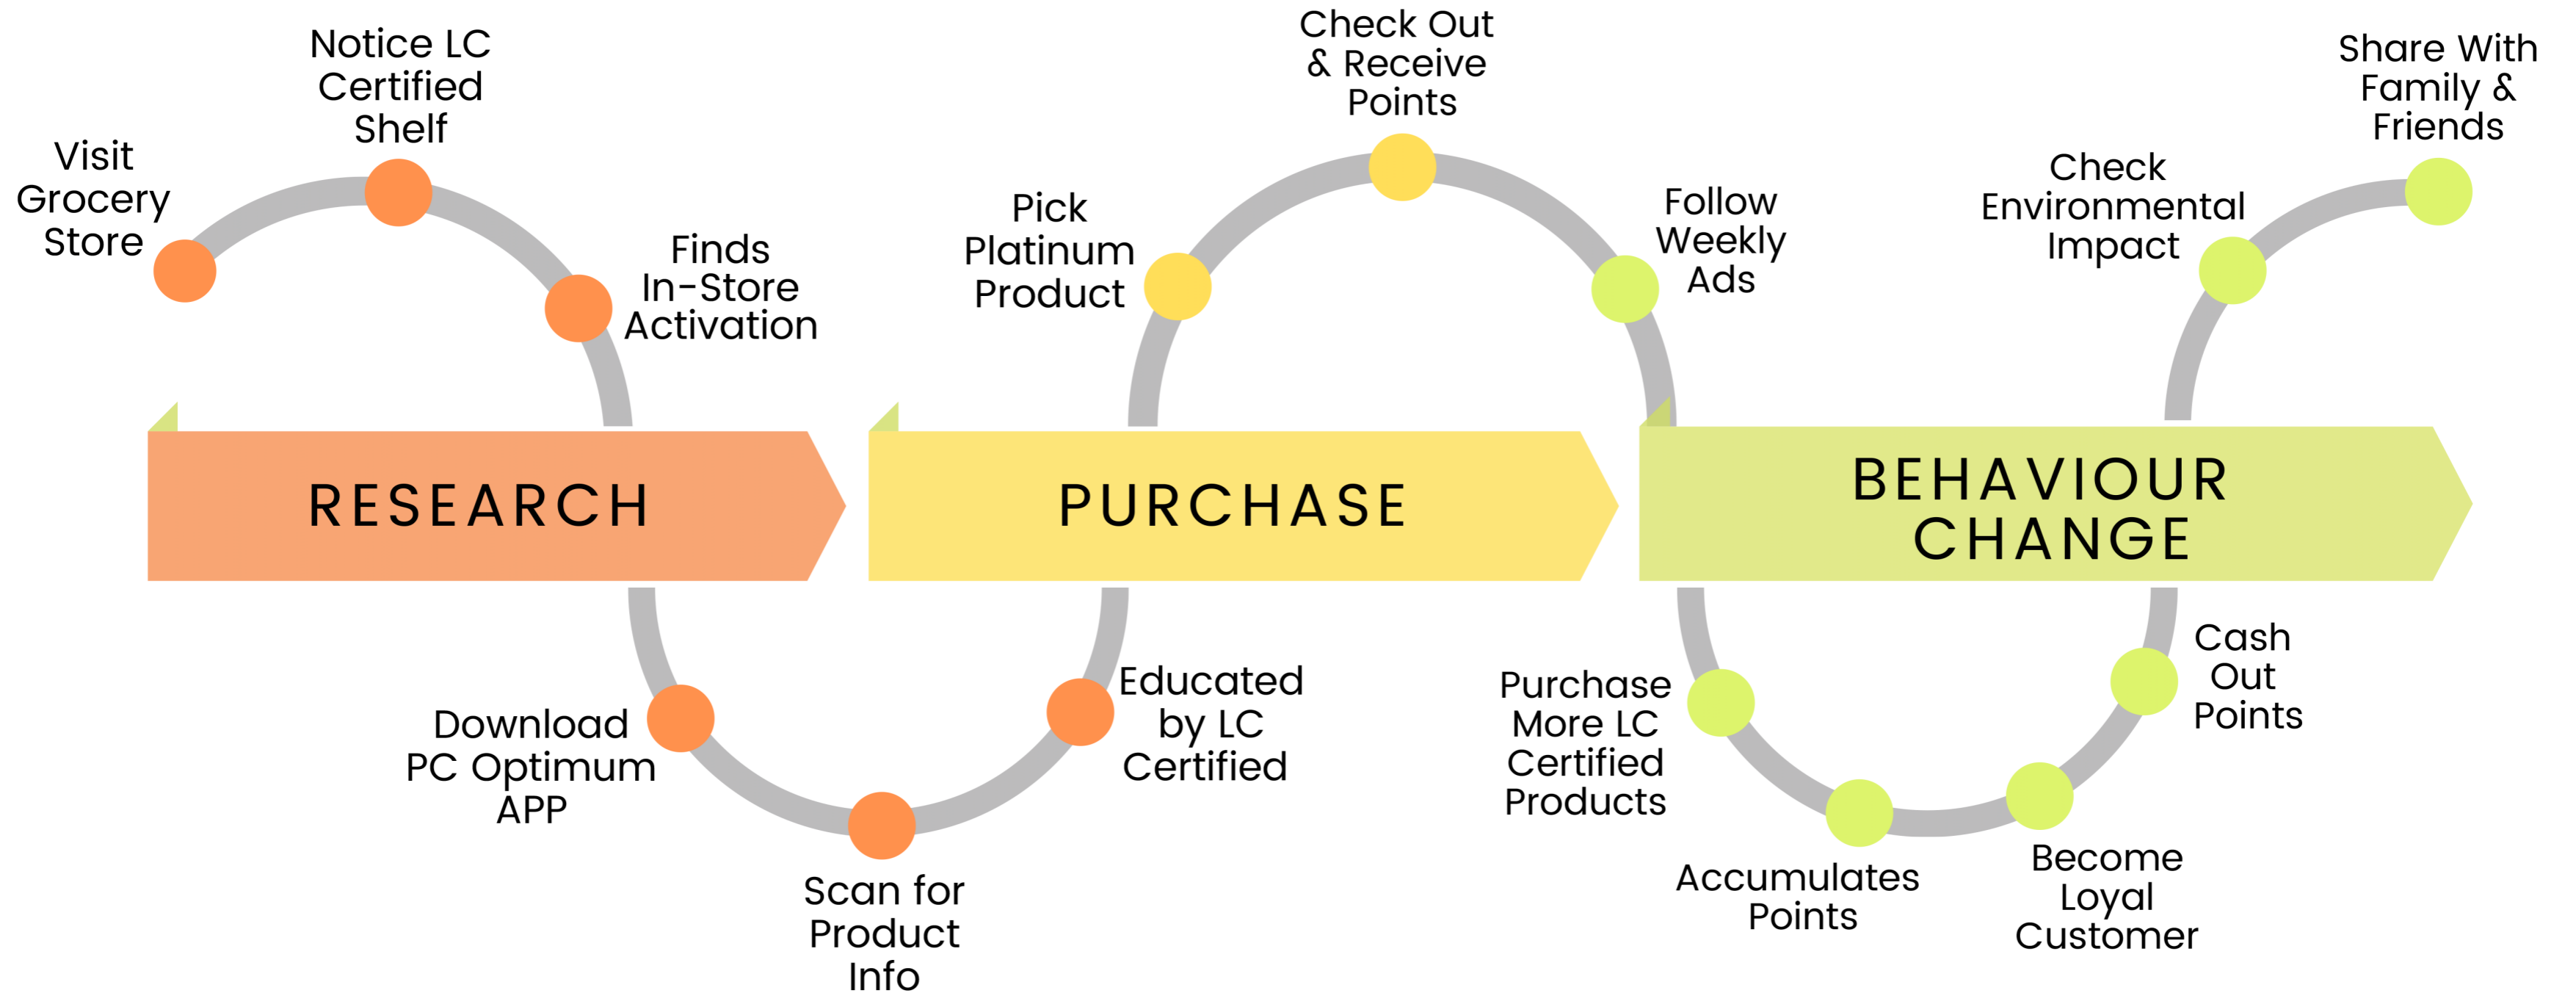 Visit
Grocery
Store
Notice LC
Certified
Shelf
Finds
In-Store
Activation
RESEARCH
Download
PC Optimum
APP
Scan for
Product
Info
Educated
by LC
Certified
PURCHASE
Pick
Platinum
Product
Check Out
& Receive
Points
Follow
Weekly
Ads
BEHAVIOUR
CHANGE
Purchase
More LC
Certified
Products
Accumulates
Points
Become
Loyal
Customer
Cash
Out
Points
Check
Environmental
Impact
Share With
Family &
Friends